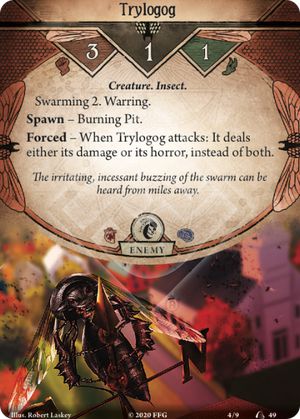 Trylogog
3
1
1
Creature. Insect.
Swarming 2. Warring.
Spawn – Burning Pit.
Forced – When Trylogog attacks: It deals
either its damage or its horror, instead of both.
The irritating, incessant buzzing of the swarm can be
heard from miles away.
ENEMY
Illus. Robert Laskey
© 2020 FFG
4/9
49